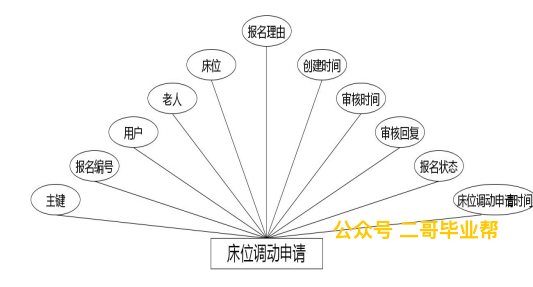 报名理由
床位
创建时间
老人
审核时间
用户
审核回复
报名编号
报名状态
主键
床位调动申请时间
公众号 二哥毕业帮
床位调动申请